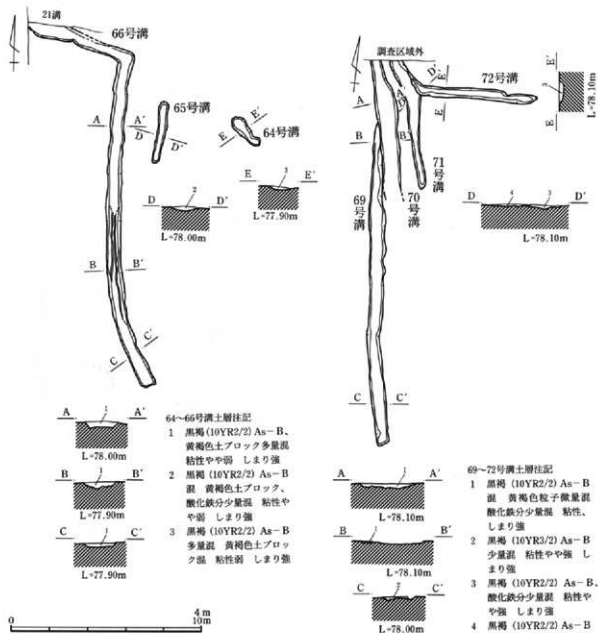 21溝
66号溝
A
A'
65号溝
D
D'
E
E'
64号溝
D
D'
L=78.00m
E
E'
L=77.90m
B
B'
C
C'
A
A'
L=78.00m
B
B'
L=77.90m
C
C'
L=77.90m
64〜66号溝土層注記
1 黒褐(10YR2/2) As-B、
黄褐色土ブロック多量混
粘性やや弱 しまり強
2 黒褐(10YR2/2) As-B
混 黄褐色土ブロック、
酸化鉄分少量混 粘性や
や弱 しまり強
3 黒褐(10YR2/2) As-B
多量混 黄褐色土ブロッ
ク混 粘性弱 しまり強
0 4m
10m
調査区域外
A
B
B'
D
D'
E
E
72号溝
E'
E
L=78.10m
71号溝
70号溝
69号溝
D
D'
L=78.10m
C
C'
A
A'
L=78.10m
B
B'
L=78.10m
C
C'
L=78.00m
69〜72号溝土層注記
1 黒褐(10YR2/2) As-B
混 黄褐色粒子微量混
酸化鉄分少量混 粘性、
しまり強
2 黒褐(10YR3/2) As-B
少量混 粘性やや強 し
まり強
3 黒褐(10YR2/2) As-B、
酸化鉄分少量混 粘性や
や強 しまり強
4 黒褐(10YR2/2) As-B